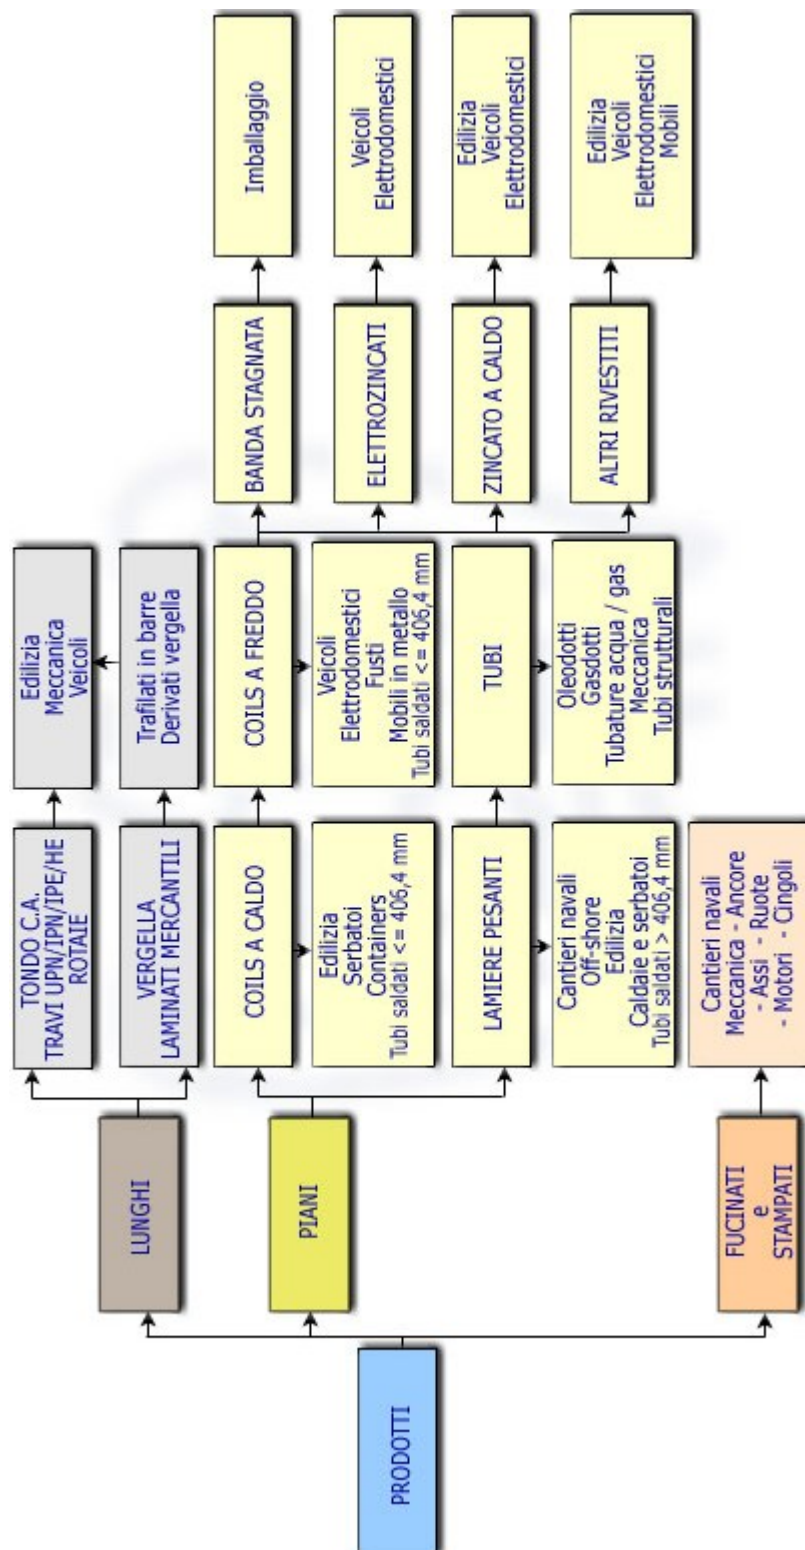 PRODOTTI
LUNGHI
TONDO C.A.
TRAVI UPN/IPN/IPE/HE
ROTAIE
Edilizia
Meccanica
Veicoli
VERGELLA
LAMINATI MERCANTILI
Trafilati in barre
Derivati vergella
PIANI
COILS A CALDO
Edilizia
Serbatoi
Containers
Tubi saldati <= 406,4 mm
COILS A FREDDO
Veicoli
Elettrodomestici
Fusti
Mobili in metallo
Tubi saldati <= 406,4 mm
BANDA STAGNATA
Imballaggio
ELETTROZINCATI
Veicoli
Elettrodomestici
ZINCATO A CALDO
Edilizia
Veicoli
Elettrodomestici
ALTRI RIVESTITI
Edilizia
Veicoli
Elettrodomestici
Mobili
LAMIERE PESANTI
Cantieri navali
Off-shore
Edilizia
Caldaie e serbatoi
Tubi saldati > 406,4 mm
TUBI
Oleodotti
Gasdotti
Tubature acqua / gas
Meccanica
Tubi strutturali
FUCINATI
e
STAMPATI
Cantieri navali
Meccanica - Ancore
- Assi - Ruote
- Motori - Cingoli